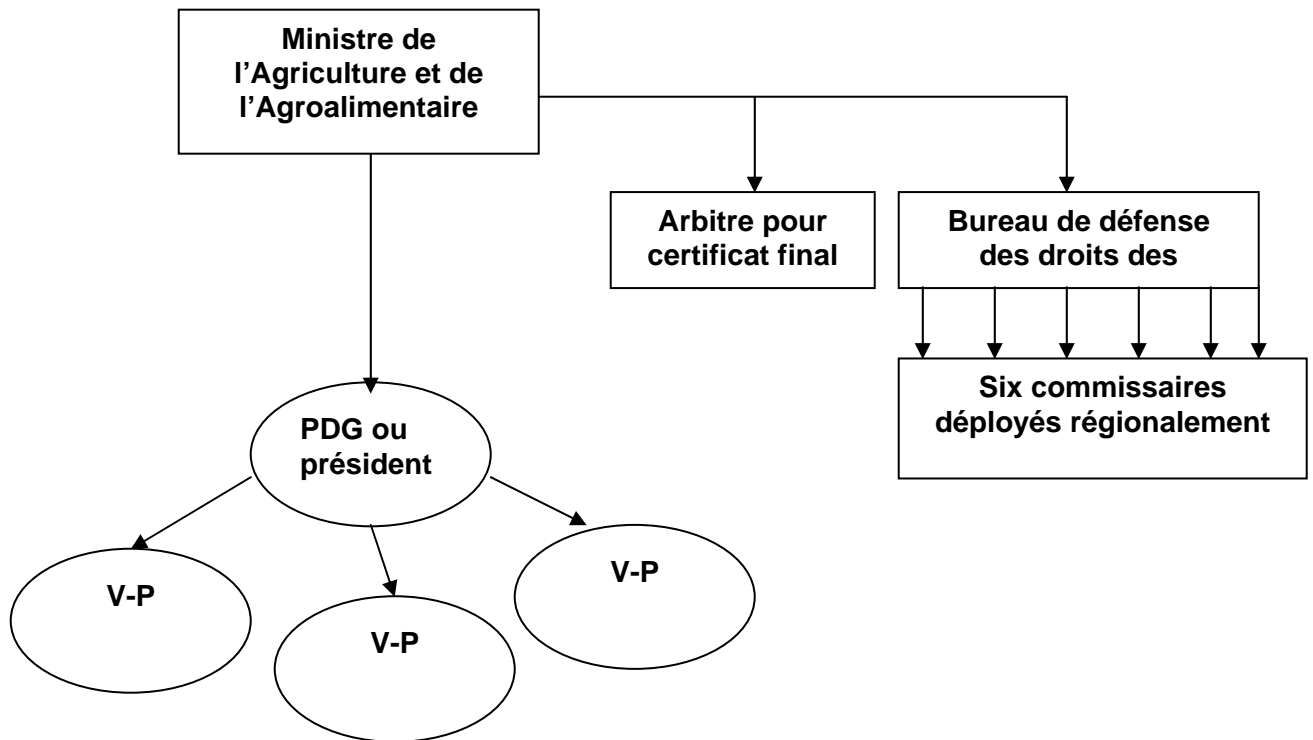 Ministre de
l’Agriculture et de
l’Agroalimentaire
Arbitre pour
certificat final
Bureau de défense
des droits des
Six commissaires
déployés régionalement
PDG ou
président
V-P
V-P
V-P